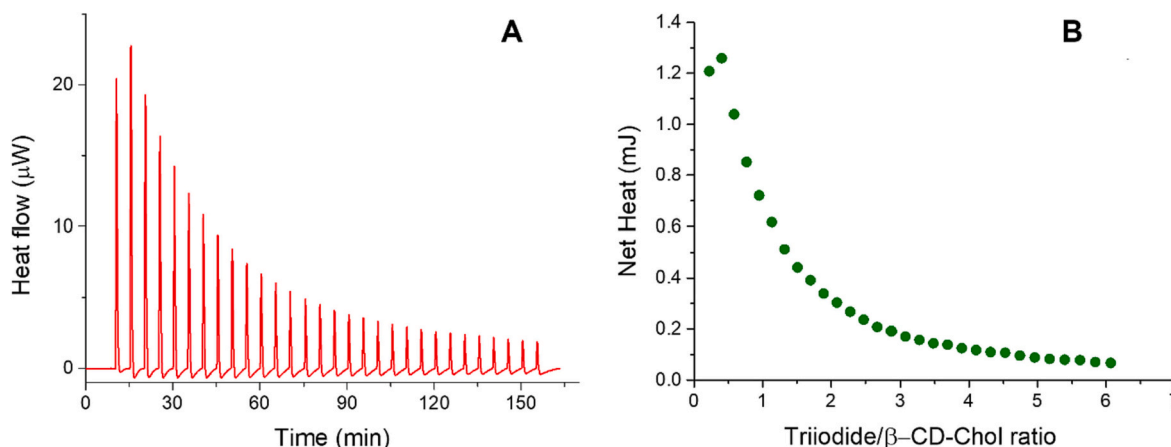 A
Heat flow (μW)
20
10
0
0 30 60 90 120 150
Time (min)
B
Net Heat (mJ)
1.4
1.2
1.0
0.8
0.6
0.4
0.2
0.0
0 1 2 3 4 5 6 7
Triiodide/β–CD-Chol ratio